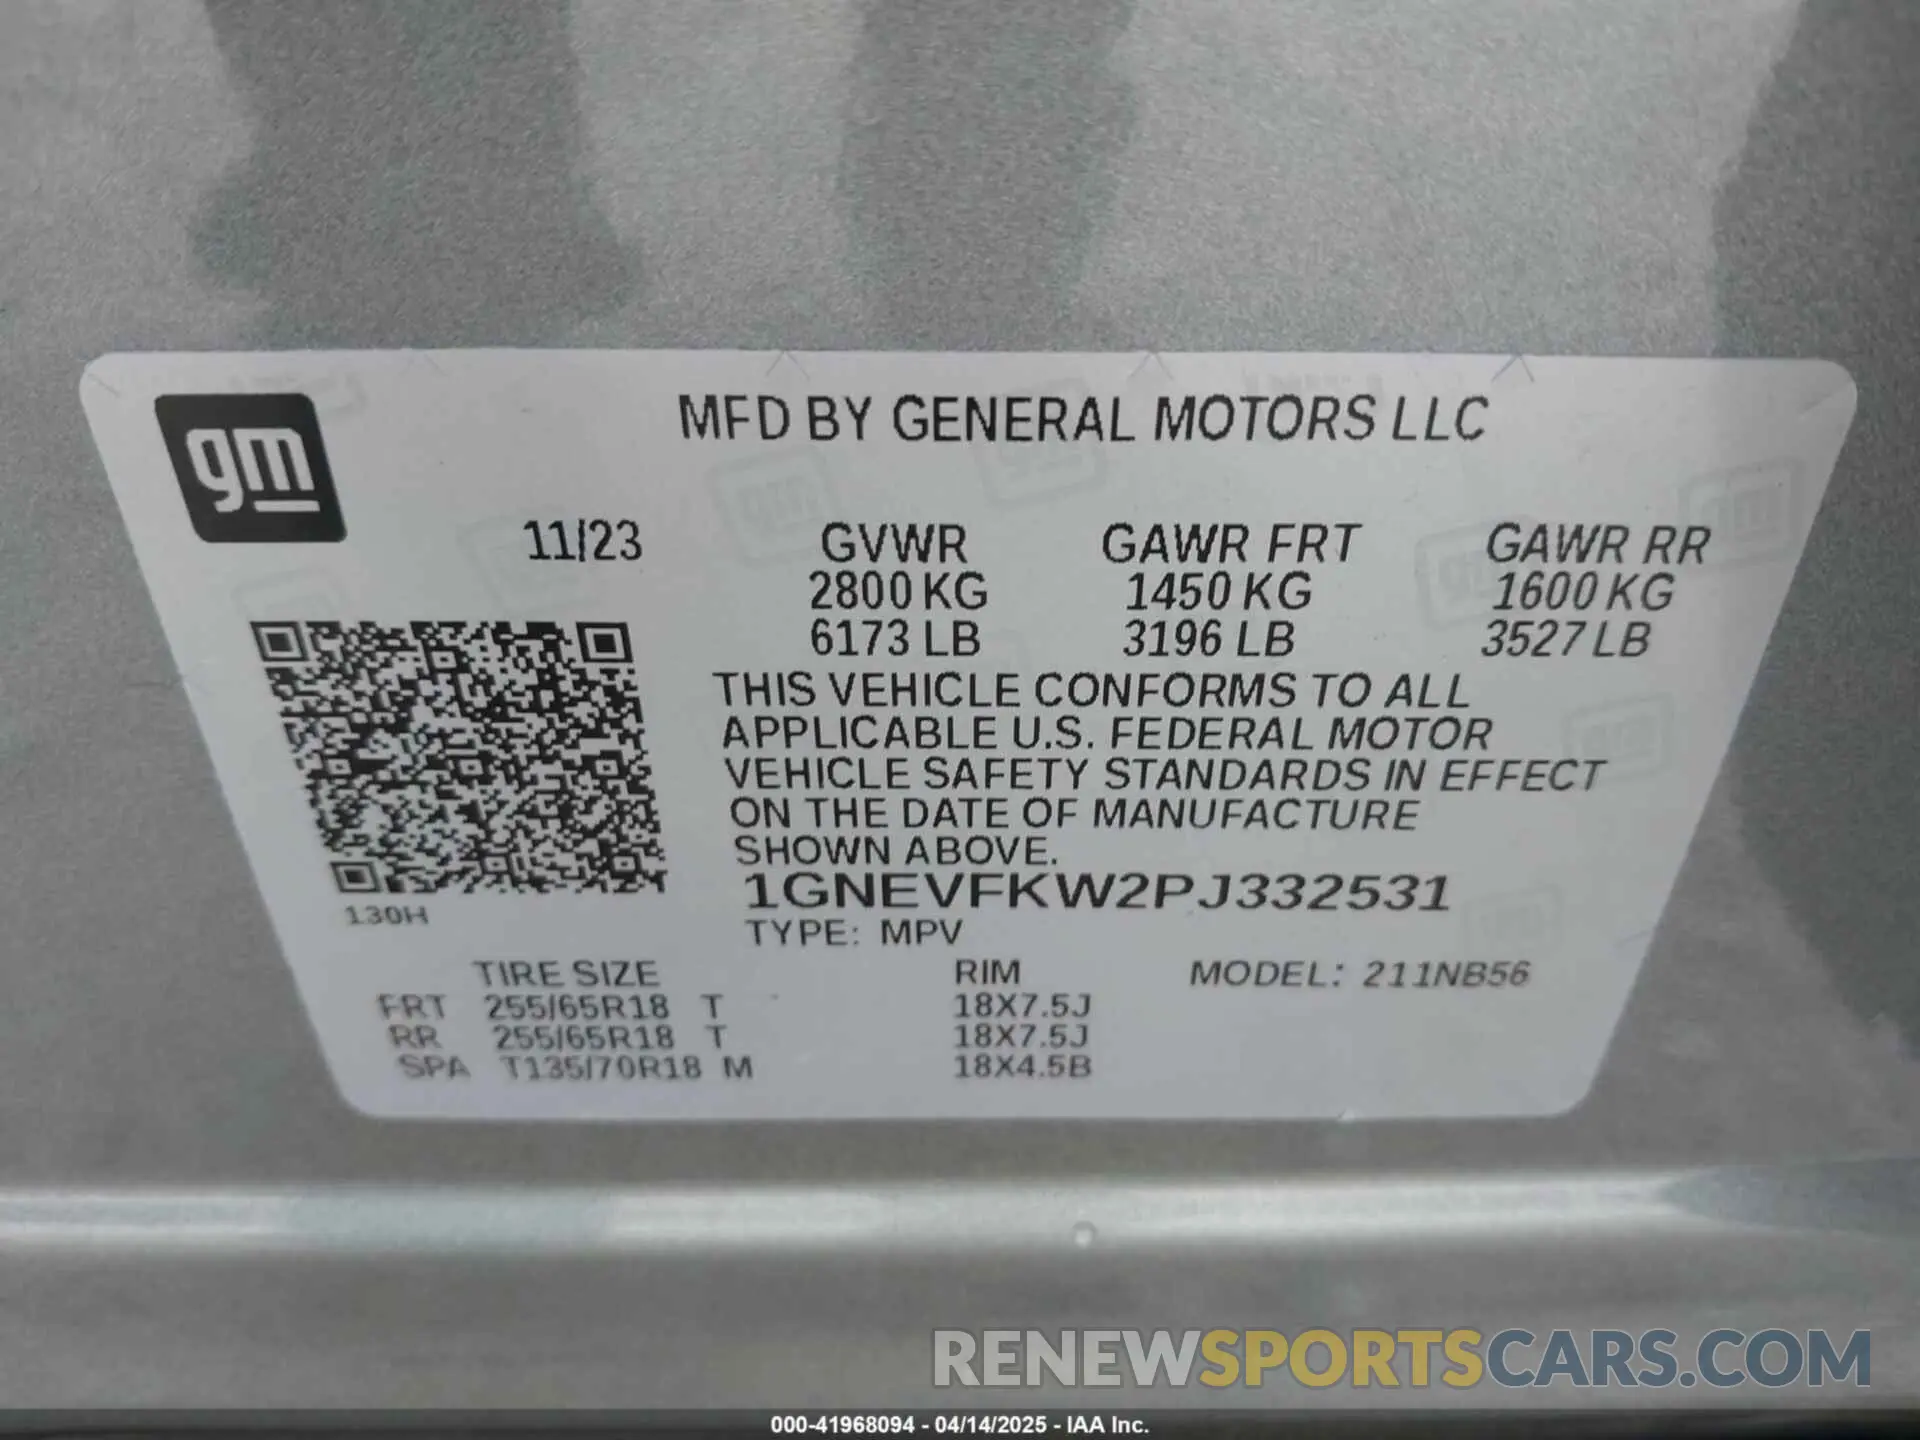 gm
MFD BY GENERAL MOTORS LLC
11/23 GVWR GAWR FRT GAWR RR
2800 KG 1450 KG 1600 KG
6173 LB 3196 LB 3527 LB
THIS VEHICLE CONFORMS TO ALL
APPLICABLE U.S. FEDERAL MOTOR
VEHICLE SAFETY STANDARDS IN EFFECT
ON THE DATE OF MANUFACTURE
SHOWN ABOVE.
1GNEVFKW2PJ332531
130H
TYPE: MPV
TIRE SIZE RIM MODEL: 211NB56
FRT 255/65R18 T 18X7.5J
RR 255/65R18 T 18X7.5J
SPA T135/70R18 M 18X4.5B
RENEWSPORTSCARS.COM
000-41968094 - 04/14/2025 - IAA Inc.